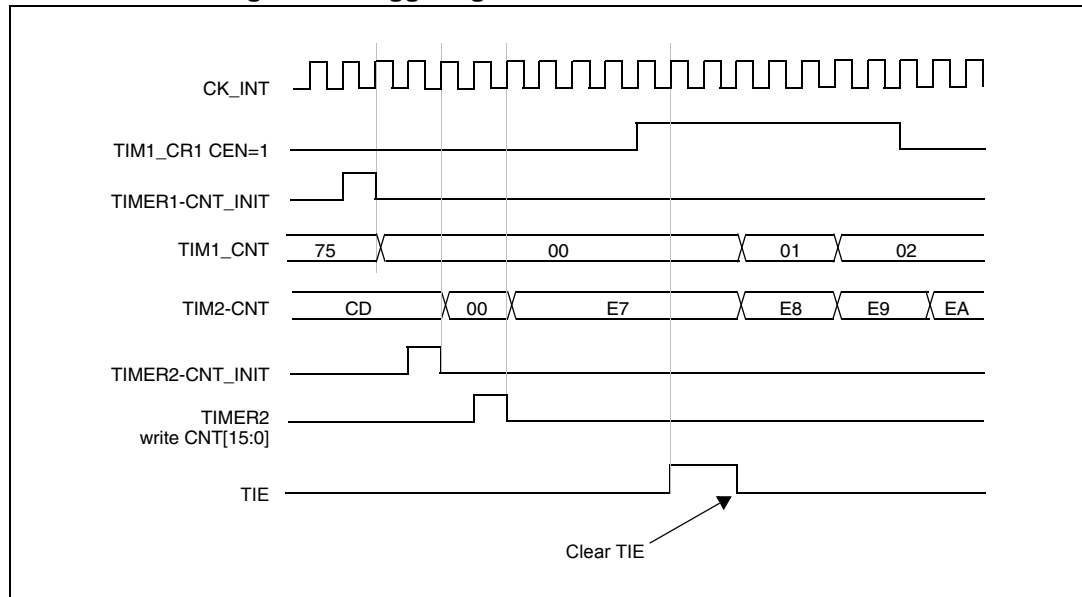 CK_INT
TIM1_CR1 CEN=1
TIMER1-CNT_INIT
TIM1_CNT 75 00 01 02
TIM2-CNT CD 00 E7 E8 E9 EA
TIMER2-CNT_INIT
TIMER2
write CNT[15:0]
TIE
Clear TIE